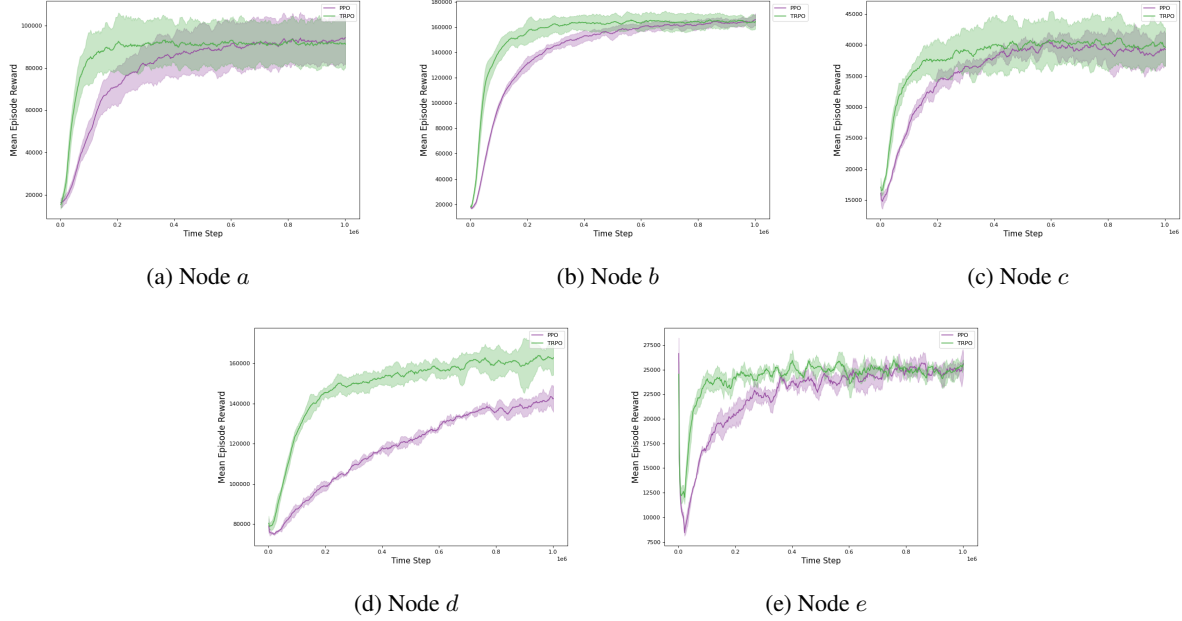 PPO
TRPO
100000
80000
60000
40000
20000
Mean Episode Reward
0.0 0.2 0.4 0.6 0.8 1.0
1e6
Time Step
(a) Node a
PPO
TRPO
180000
160000
140000
120000
100000
80000
60000
40000
20000
Mean Episode Reward
0.0 0.2 0.4 0.6 0.8 1.0
1e6
Time Step
(b) Node b
PPO
TRPO
45000
40000
35000
30000
25000
20000
15000
Mean Episode Reward
0.0 0.2 0.4 0.6 0.8 1.0
1e6
Time Step
(c) Node c
PPO
TRPO
160000
140000
120000
100000
80000
Mean Episode Reward
0.0 0.2 0.4 0.6 0.8 1.0
1e6
Time Step
(d) Node d
PPO
TRPO
27500
25000
22500
20000
17500
15000
12500
10000
7500
Mean Episode Reward
0.0 0.2 0.4 0.6 0.8 1.0
1e6
Time Step
(e) Node e